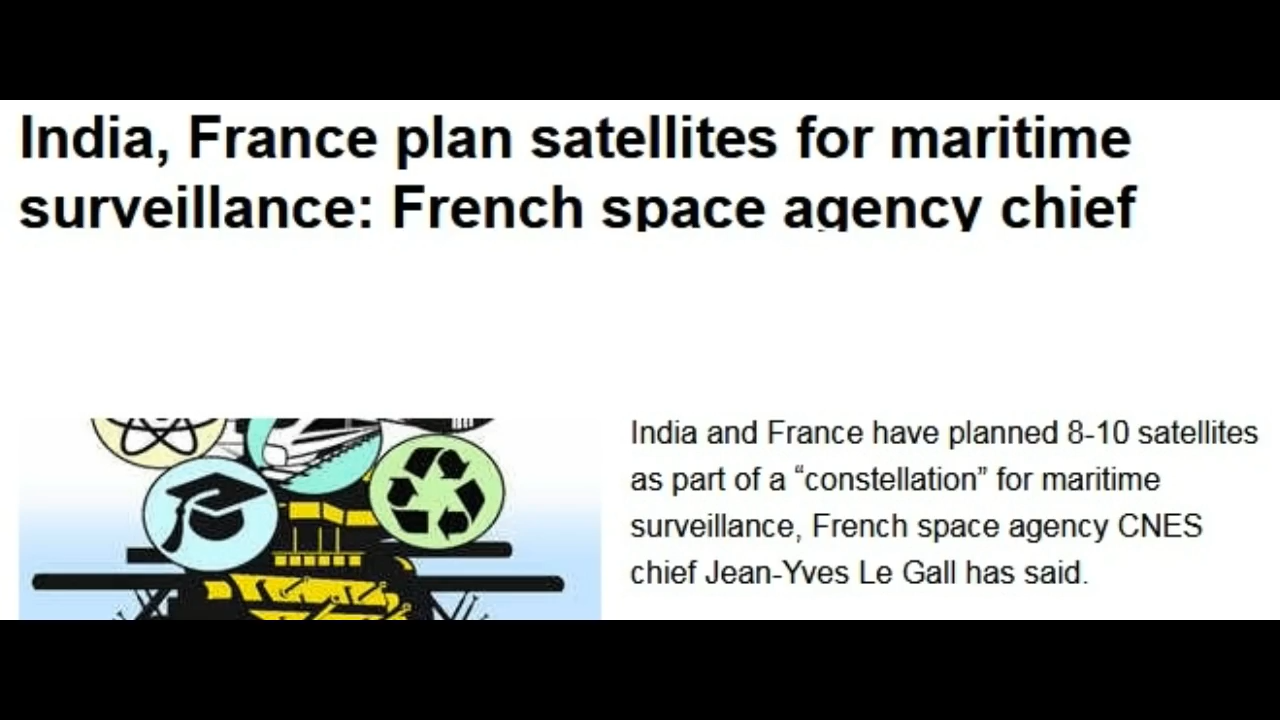 India, France plan satellites for maritime
surveillance: French space agency chief
India and France have planned 8-10 satellites
as part of a “constellation” for maritime
surveillance, French space agency CNES
chief Jean-Yves Le Gall has said.